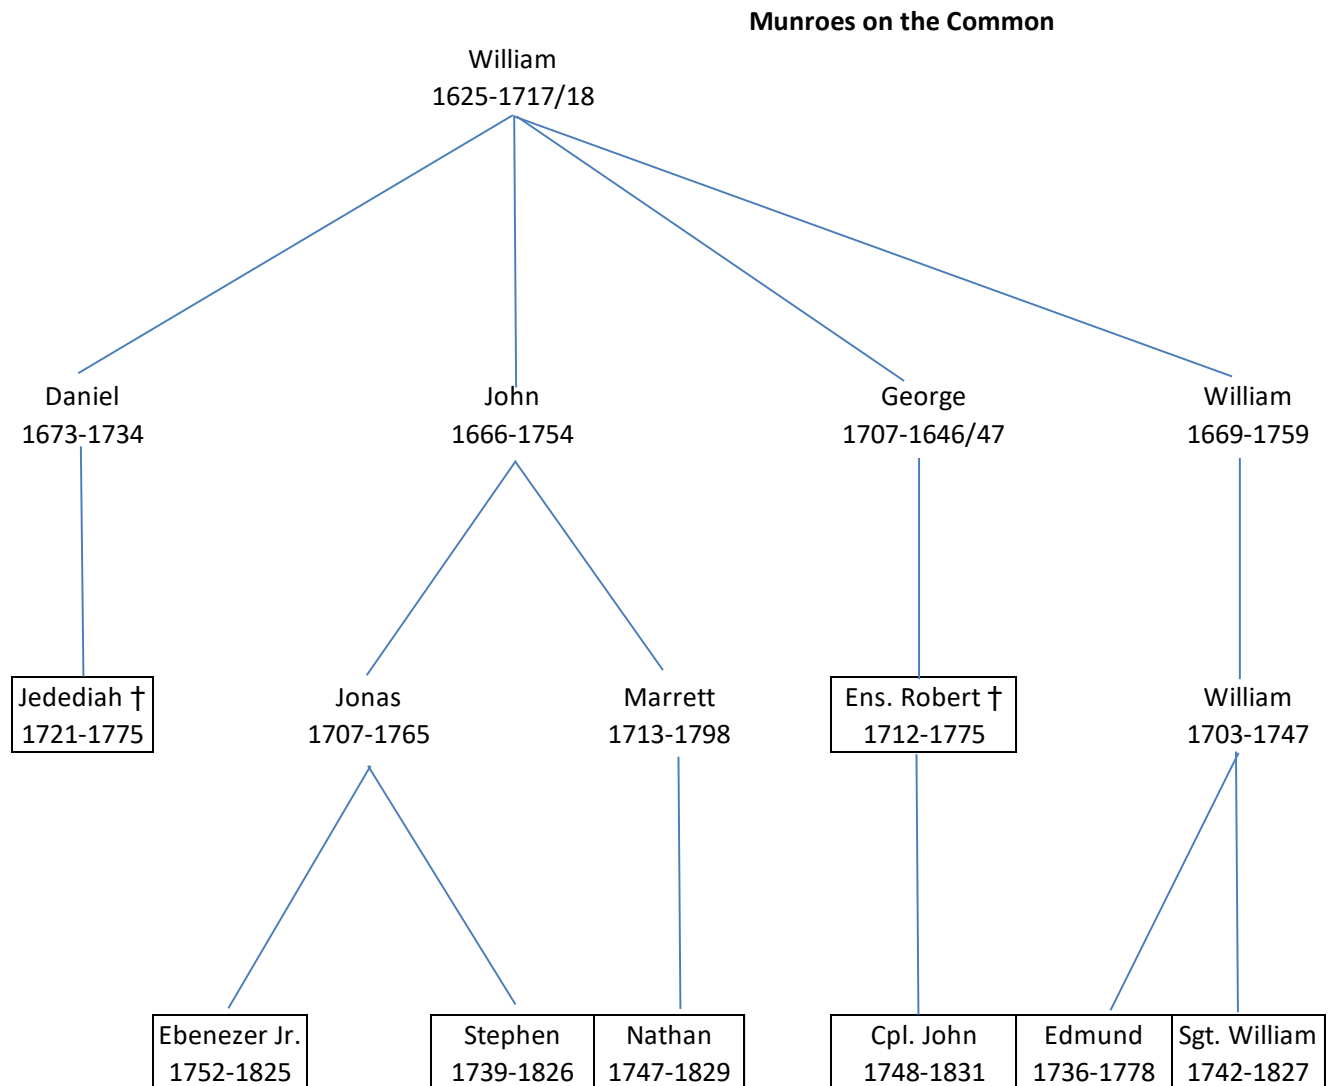 Munroes on the Common
William
1625-1717/18
Daniel
1673-1734
John
1666-1754
George
1707-1646/47
William
1669-1759
Jedediah †
1721-1775
Jonas
1707-1765
Marrett
1713-1798
Ens. Robert †
1712-1775
William
1703-1747
Ebenezer Jr.
1752-1825
Stephen
1739-1826
Nathan
1747-1829
Cpl. John
1748-1831
Edmund
1736-1778
Sgt. William
1742-1827